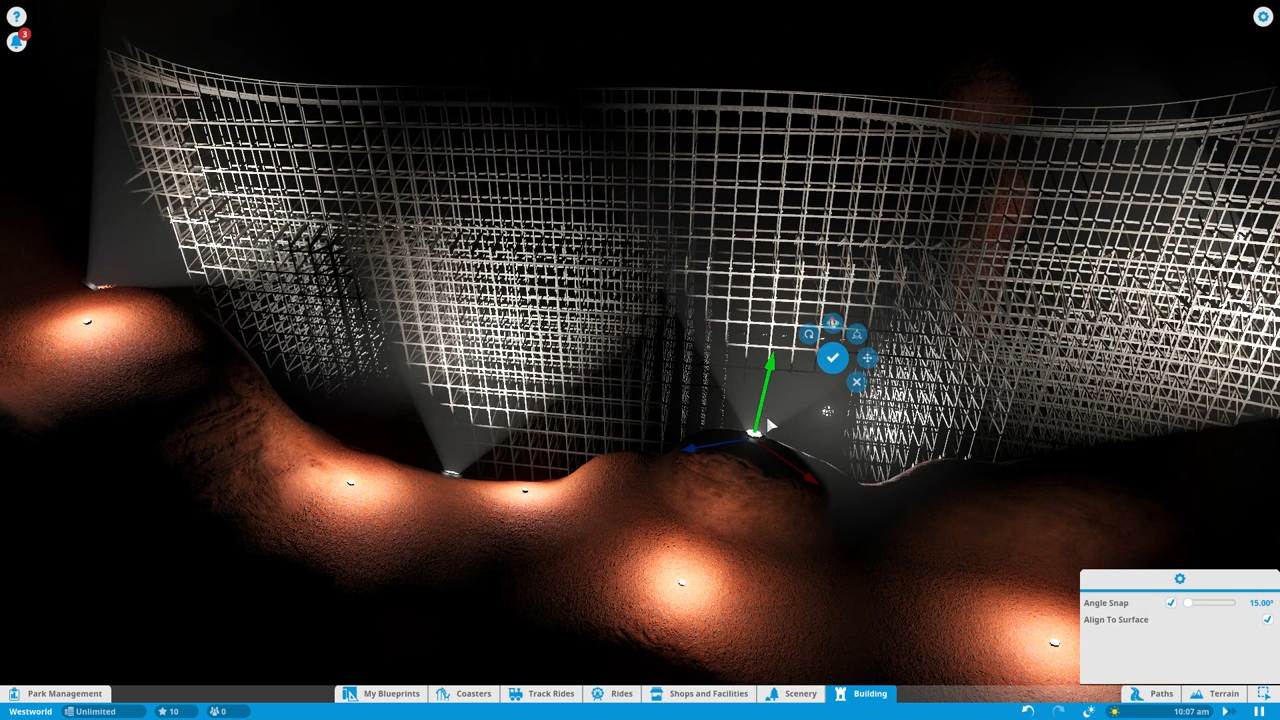 ?
3
Angle Snap 15.00°
Align To Surface
Park Management My Blueprints Coasters Track Rides Rides Shops and Facilities Scenery Building Paths Terrain
Westworld Unlimited 10 0 10:07 am